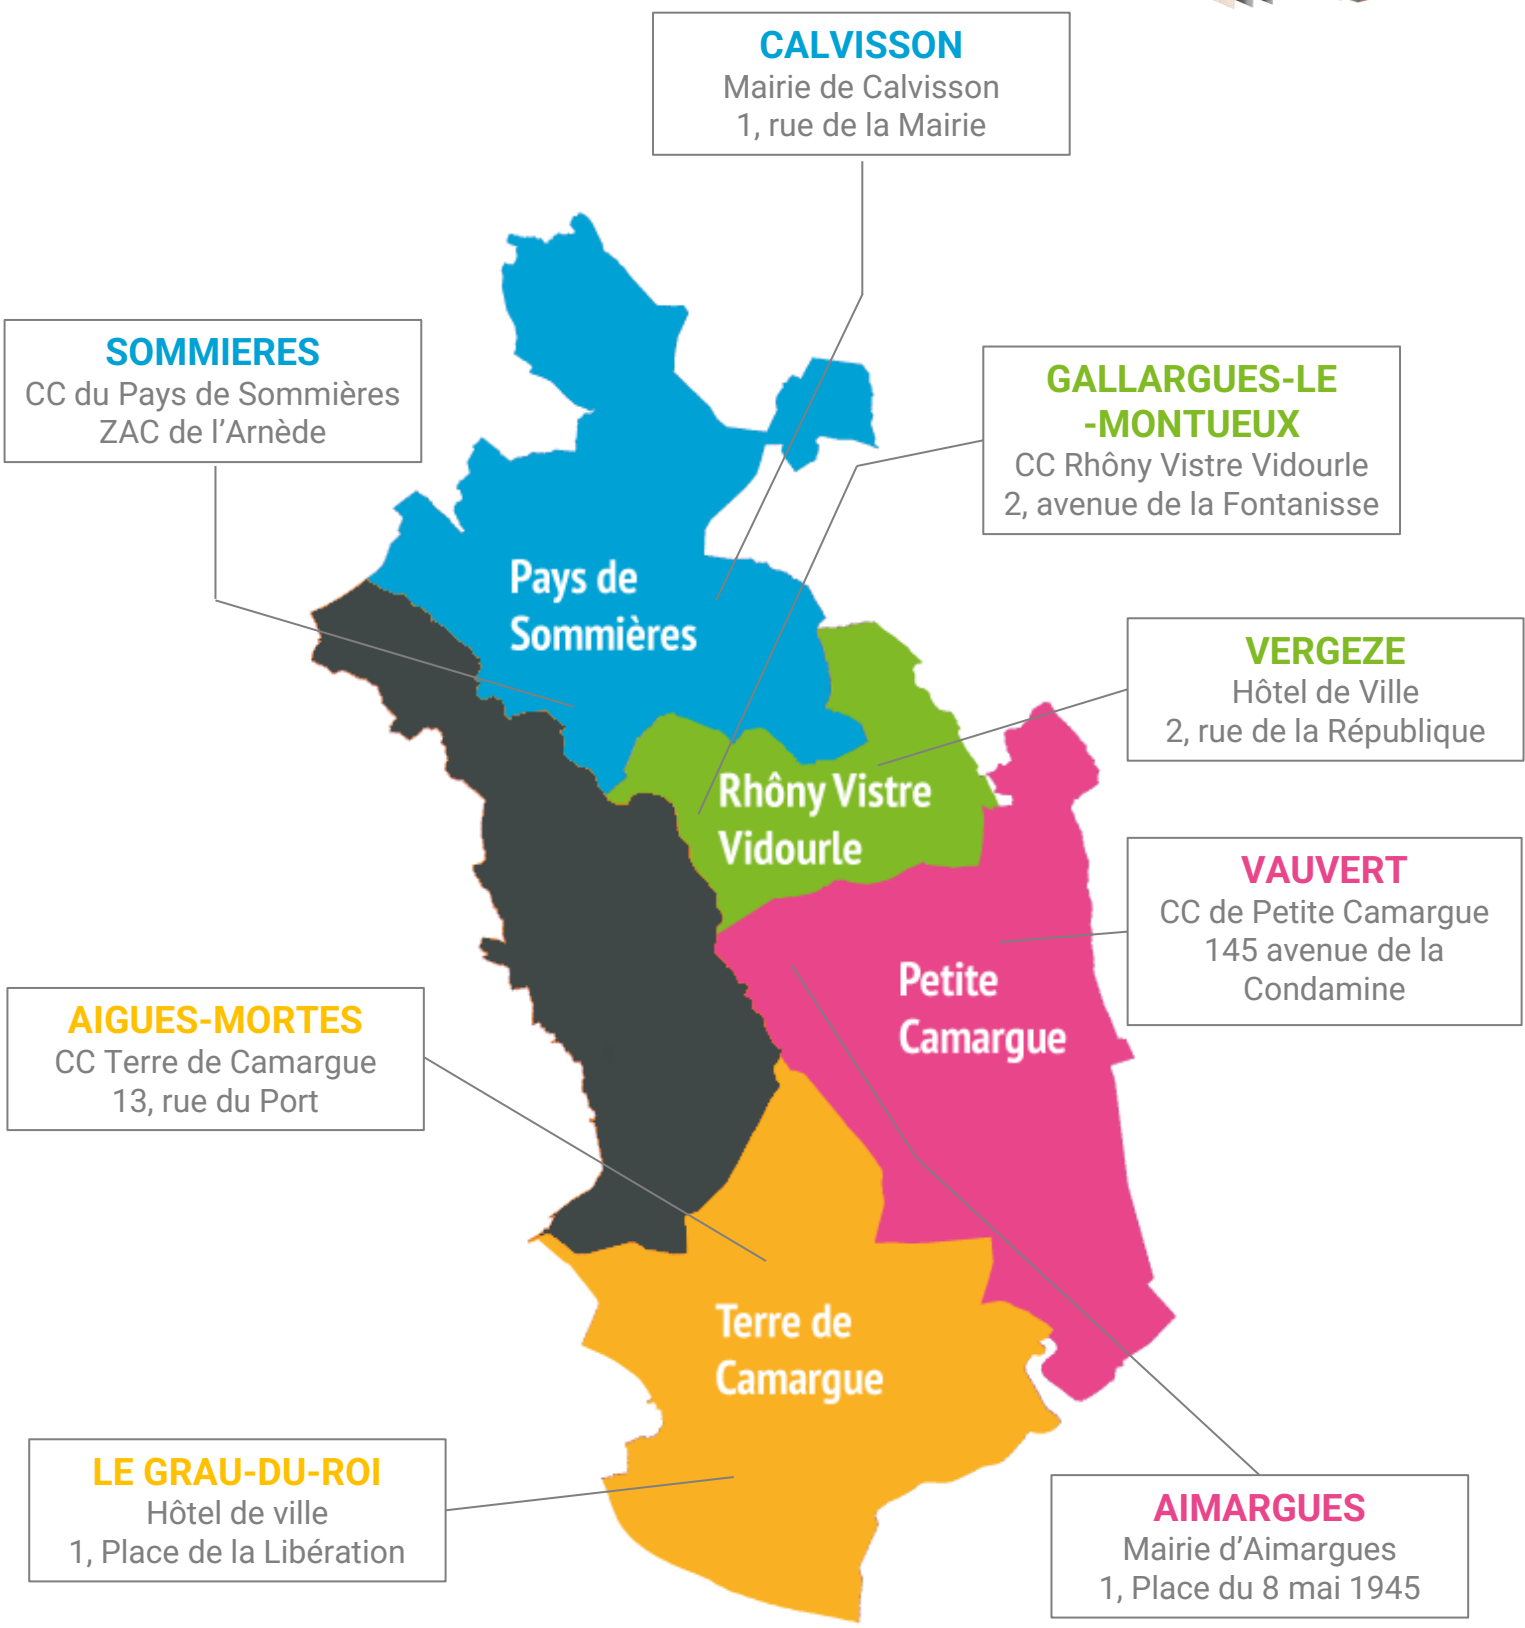 CALVISSON
Mairie de Calvisson
1, rue de la Mairie
SOMMIERES
CC du Pays de Sommières
ZAC de l'Arnède
GALLARGUES-LE
-MONTUEUX
CC Rhôny Vistre Vidourle
2, avenue de la Fontanisse
Pays de
Sommières
VERGEZE
Hôtel de Ville
2, rue de la République
Rhôny Vistre
Vidourle
VAUVERT
CC de Petite Camargue
145 avenue de la
Condamine
Petite
Camargue
AIGUES-MORTES
CC Terre de Camargue
13, rue du Port
Terre de
Camargue
LE GRAU-DU-ROI
Hôtel de ville
1, Place de la Libération
AIMARGUES
Mairie d'Aimargues
1, Place du 8 mai 1945